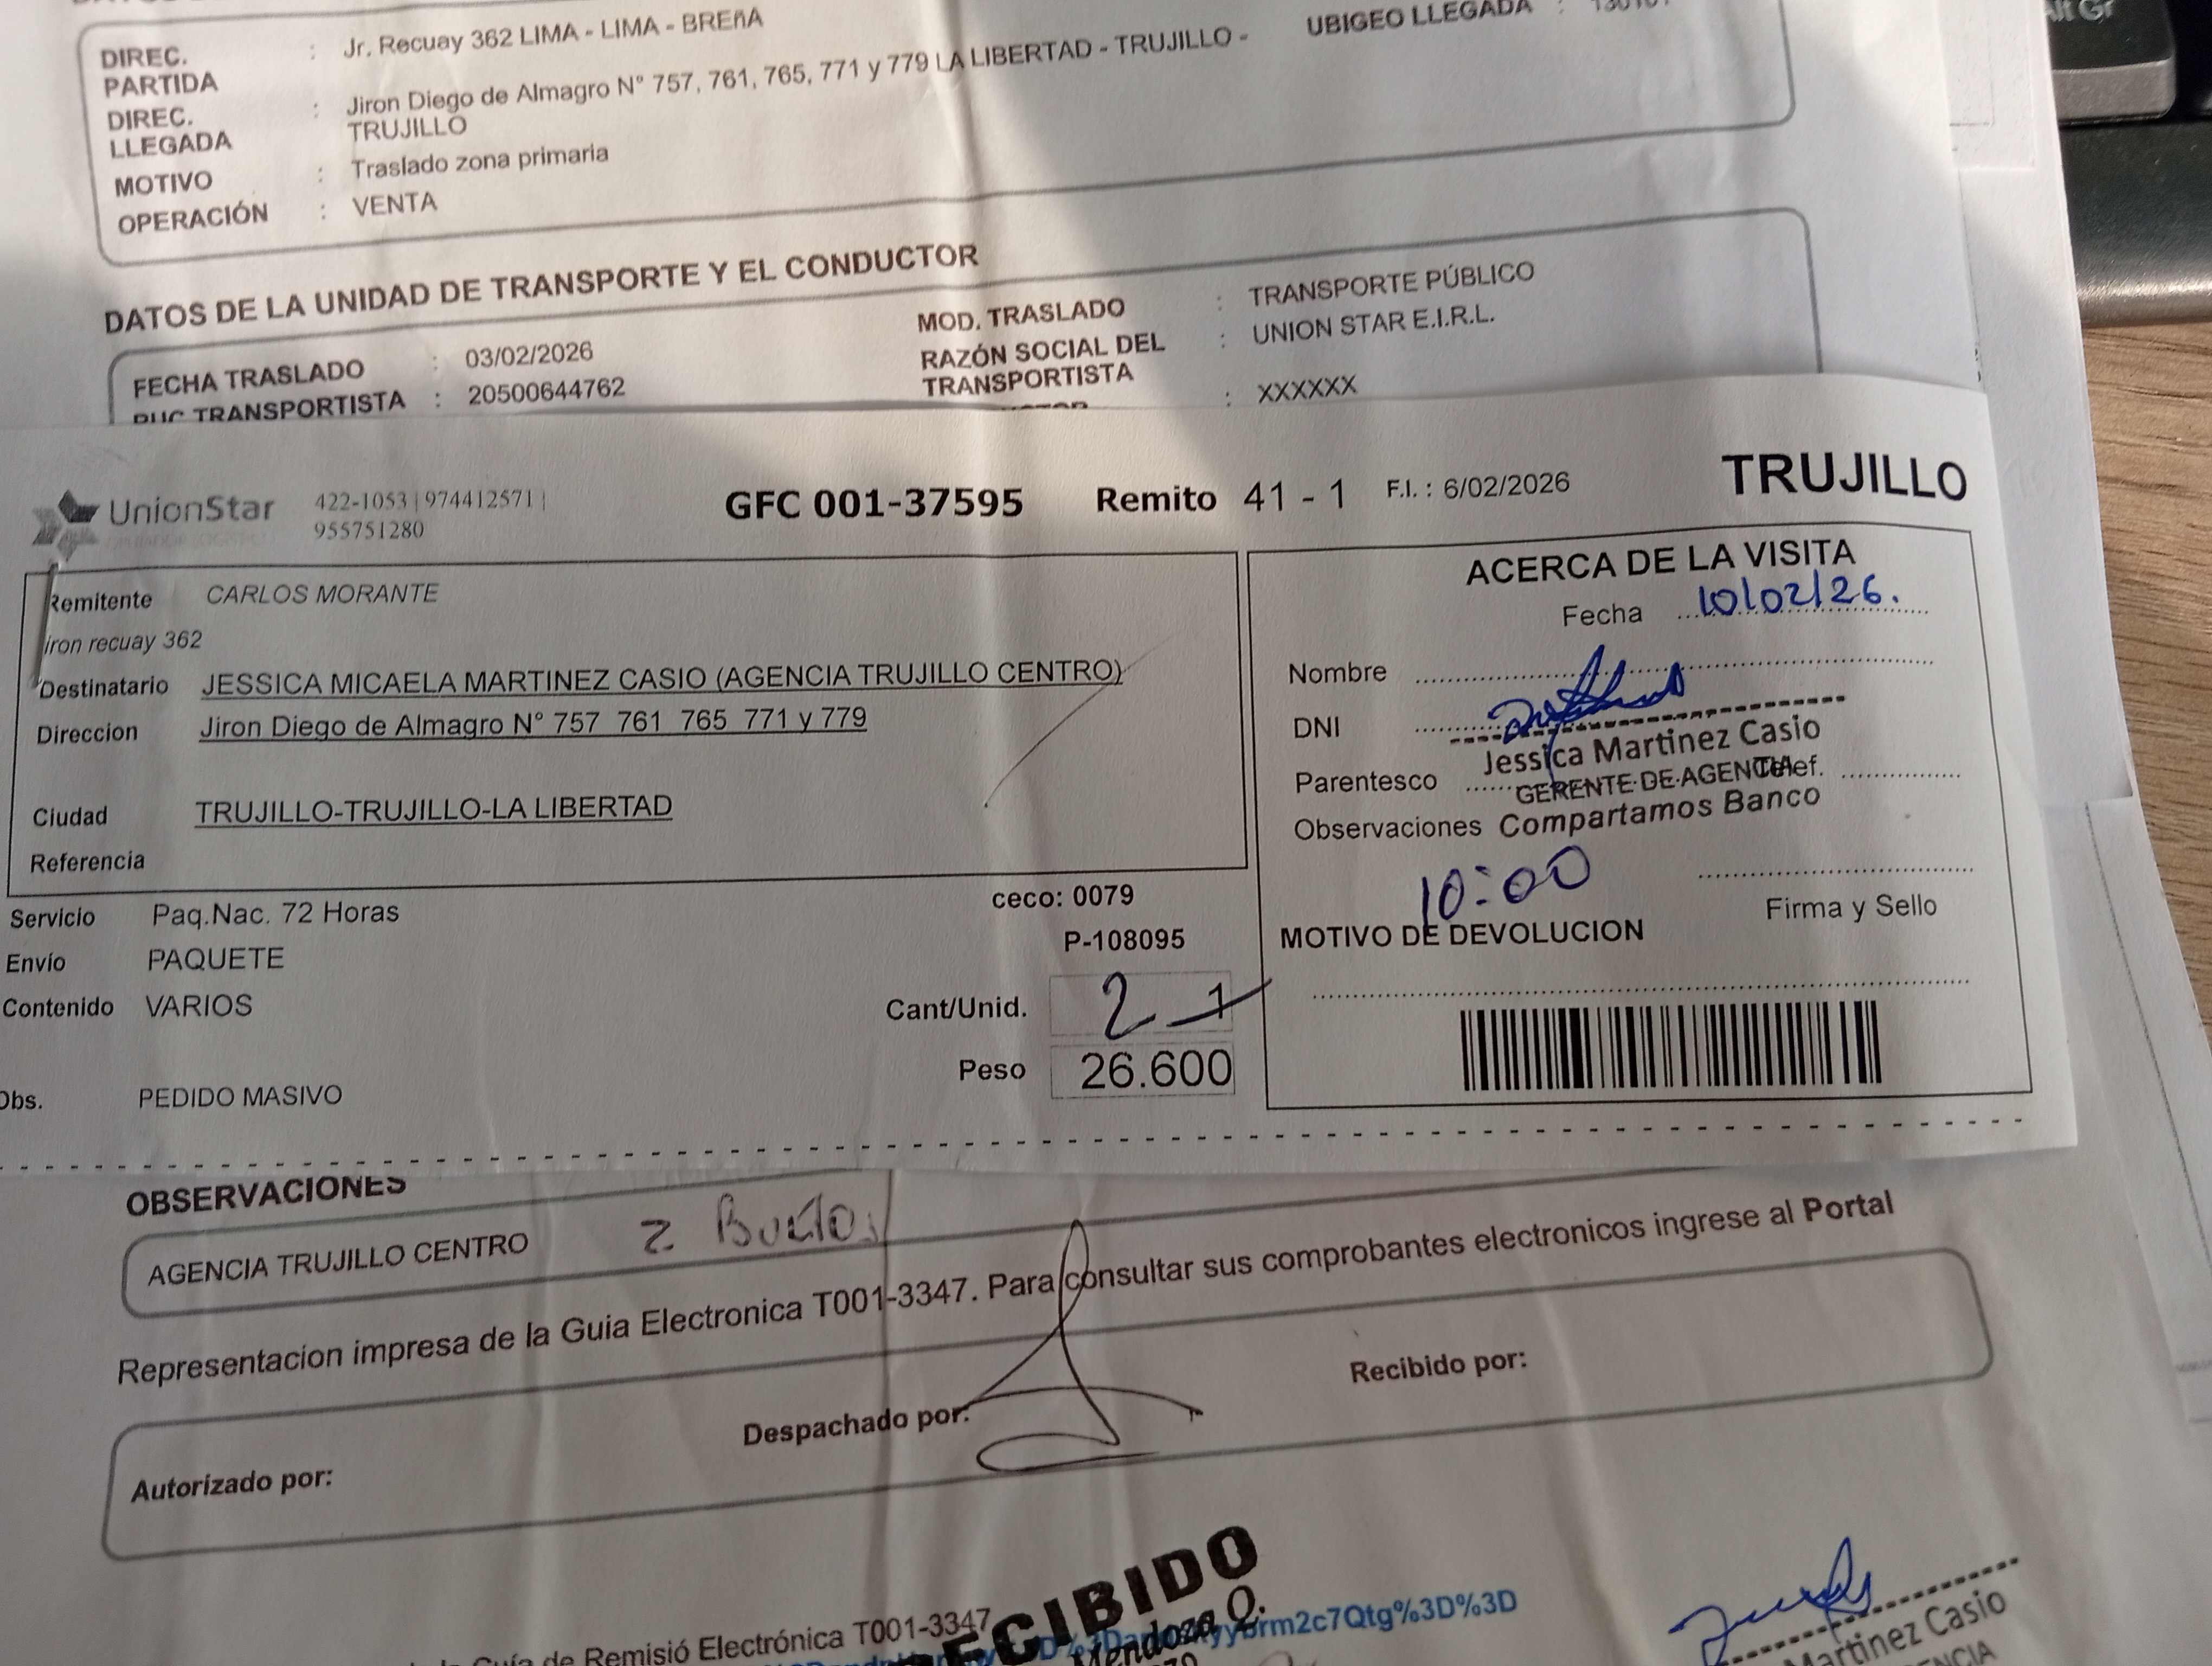 DIREC. PARTIDA : Jr. Recuay 362 LIMA - LIMA - BREñA
UBIGEO LLEGADA :
DIREC. LLEGADA : Jiron Diego de Almagro N° 757, 761, 765, 771 y 779 LA LIBERTAD - TRUJILLO -
TRUJILLO
MOTIVO : Traslado zona primaria
OPERACIÓN : VENTA
DATOS DE LA UNIDAD DE TRANSPORTE Y EL CONDUCTOR
FECHA TRASLADO : 03/02/2026
RUC TRANSPORTISTA : 20500644762
MOD. TRASLADO : TRANSPORTE PÚBLICO
RAZÓN SOCIAL DEL TRANSPORTISTA : UNION STAR E.I.R.L.
: XXXXXX
UnionStar
422-1053 | 974412571 |
955751280
GFC 001-37595 Remito 41 - 1 F.I. : 6/02/2026 TRUJILLO
Remitente CARLOS MORANTE
iron recuay 362
Destinatario JESSICA MICAELA MARTINEZ CASIO (AGENCIA TRUJILLO CENTRO)
Direccion Jiron Diego de Almagro N° 757 761 765 771 y 779
Ciudad TRUJILLO-TRUJILLO-LA LIBERTAD
Referencia
ACERCA DE LA VISITA
Fecha 10/02/26.
Nombre
DNI
Jessica Martinez Casio
Parentesco
GERENTE DE AGENCIA
Telef.
Observaciones
Compartamos Banco
10:00
Firma y Sello
MOTIVO DE DEVOLUCION
Servicio Paq.Nac. 72 Horas
Envío PAQUETE
Contenido VARIOS
Obs. PEDIDO MASIVO
ceco: 0079
P-108095
Cant/Unid. 2 1
Peso 26.600
OBSERVACIONES
AGENCIA TRUJILLO CENTRO 2 Bultos
Representacion impresa de la Guia Electronica T001-3347. Para consultar sus comprobantes electronicos ingrese al Portal
Autorizado por:
Despachado por:
Recibido por:
Guía de Remisió Electrónica T001-3347
RECIBIDO
Mendoza Q.
rm2c7Qtg%3D%3D
Martinez Casio